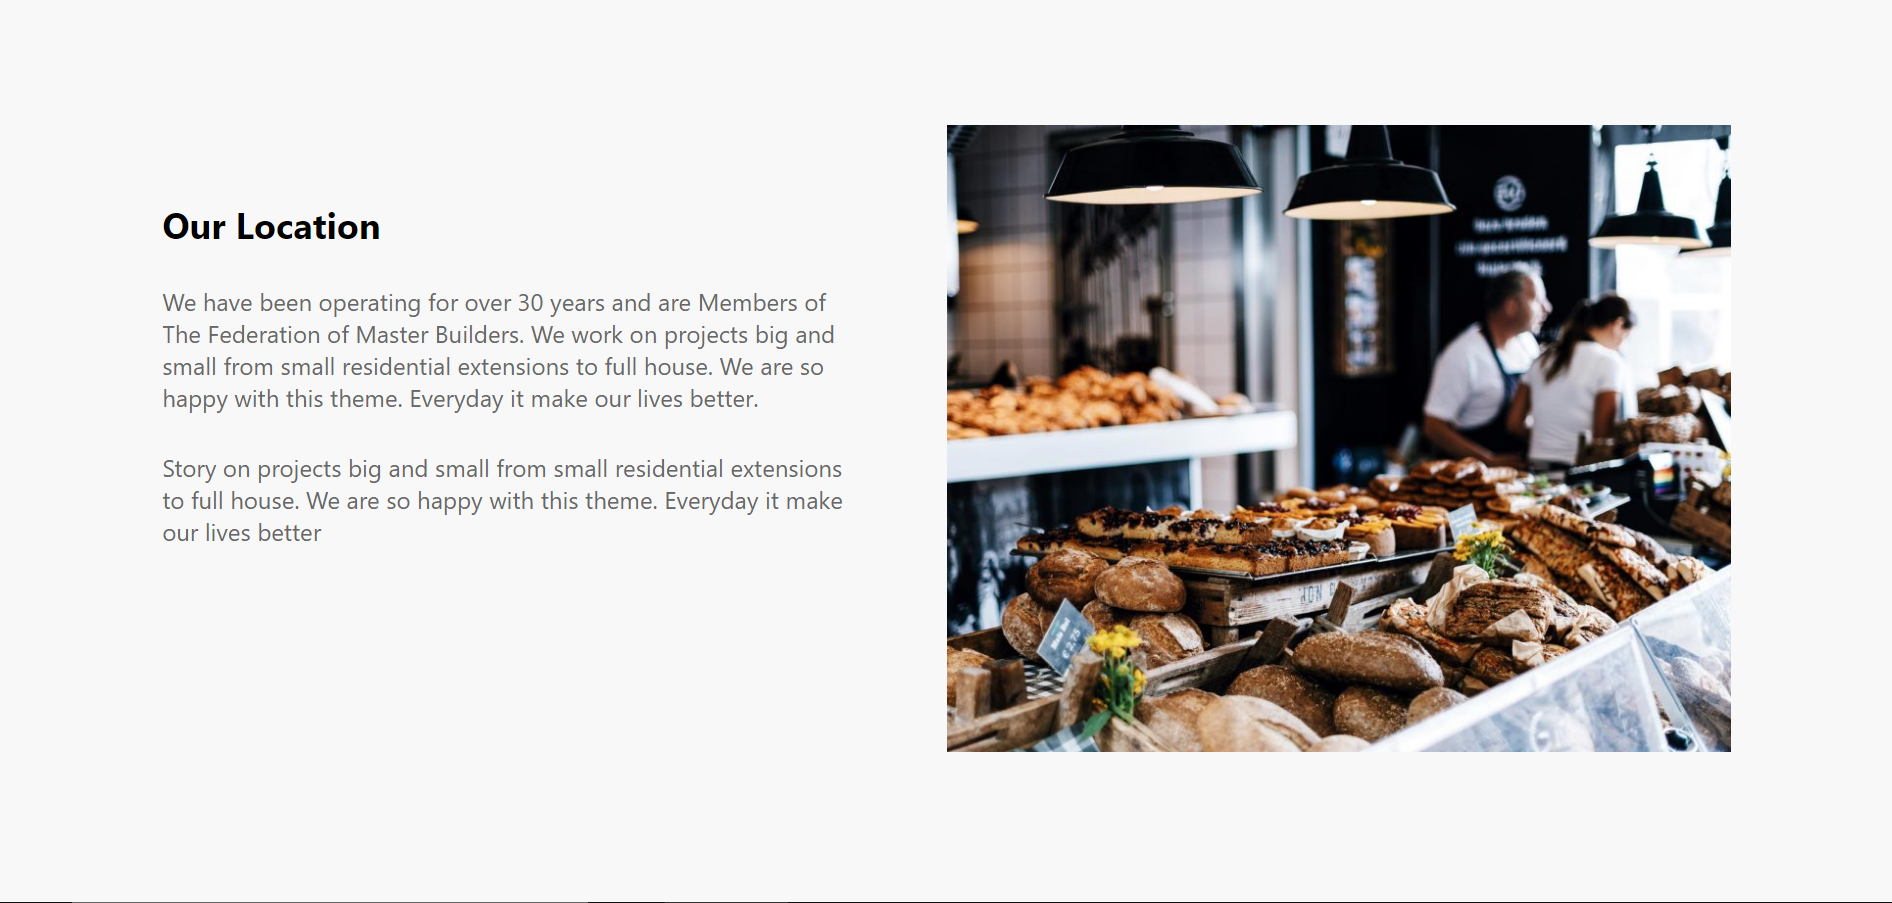 Our Location
We have been operating for over 30 years and are Members of
The Federation of Master Builders. We work on projects big and
small from small residential extensions to full house. We are so
happy with this theme. Everyday it make our lives better.
Story on projects big and small from small residential extensions
to full house. We are so happy with this theme. Everyday it make
our lives better